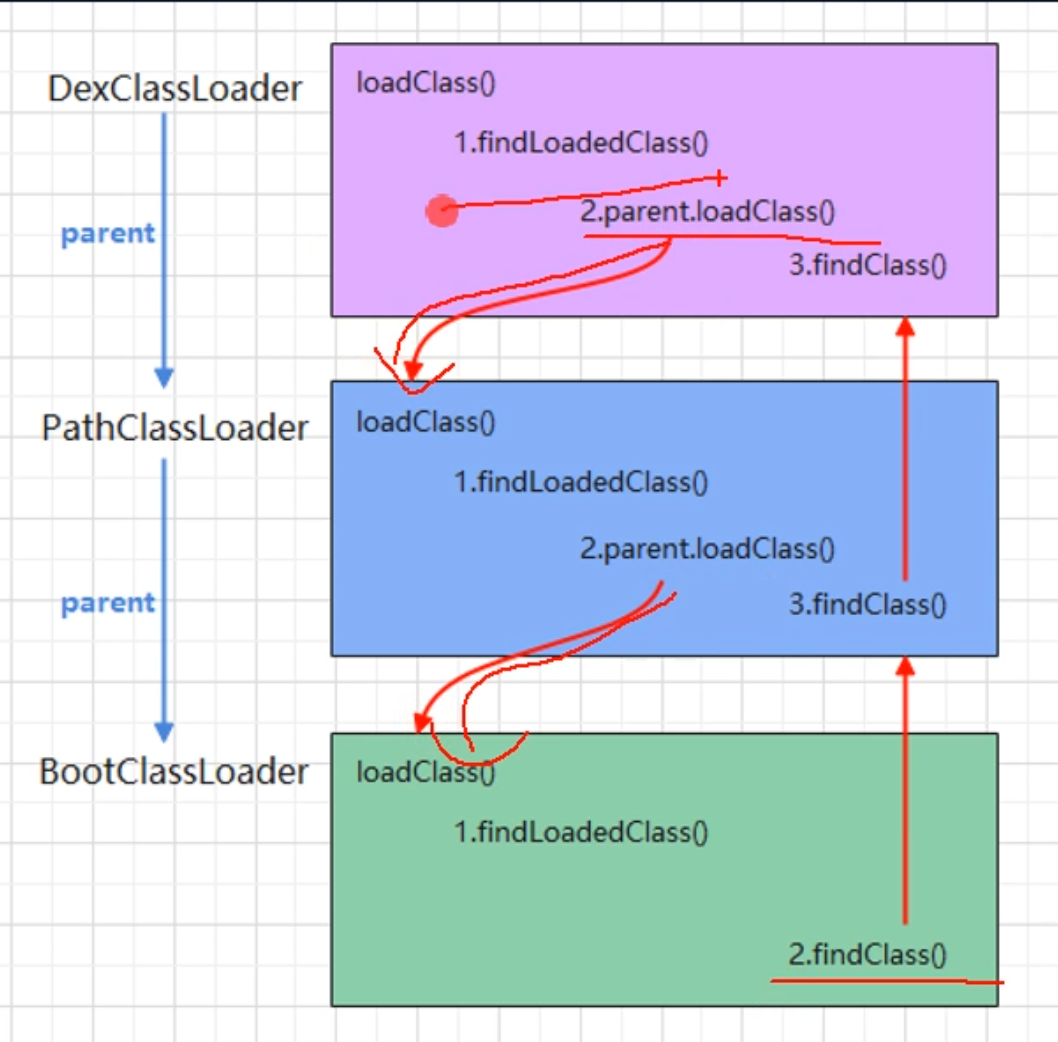 DexClassLoader
loadClass()
1.findLoadedClass()
parent
2.parent.loadClass()
3.findClass()
PathClassLoader
loadClass()
1.findLoadedClass()
2.parent.loadClass()
parent
3.findClass()
BootClassLoader
loadClass()
1.findLoadedClass()
2.findClass()